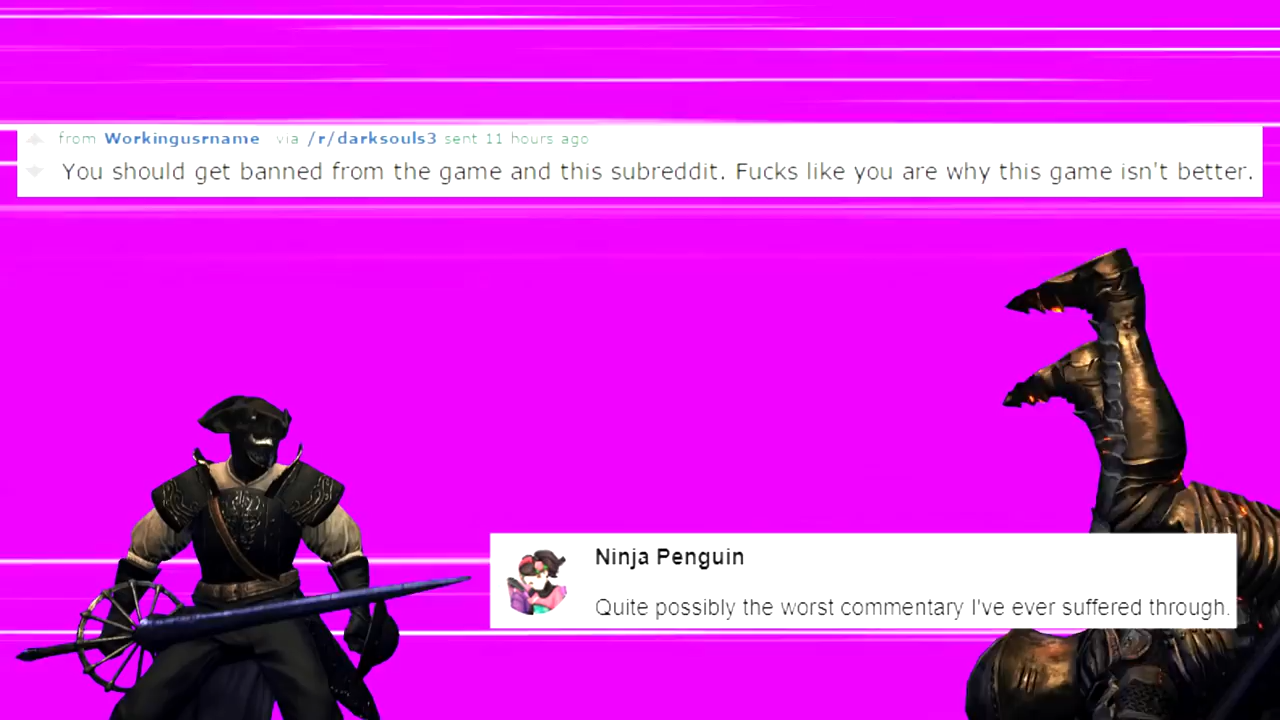 from Workingusrname via /r/darksouls3 sent 11 hours ago
You should get banned from the game and this subreddit. Fucks like you are why this game isn't better.
Ninja Penguin
Quite possibly the worst commentary I've ever suffered through.